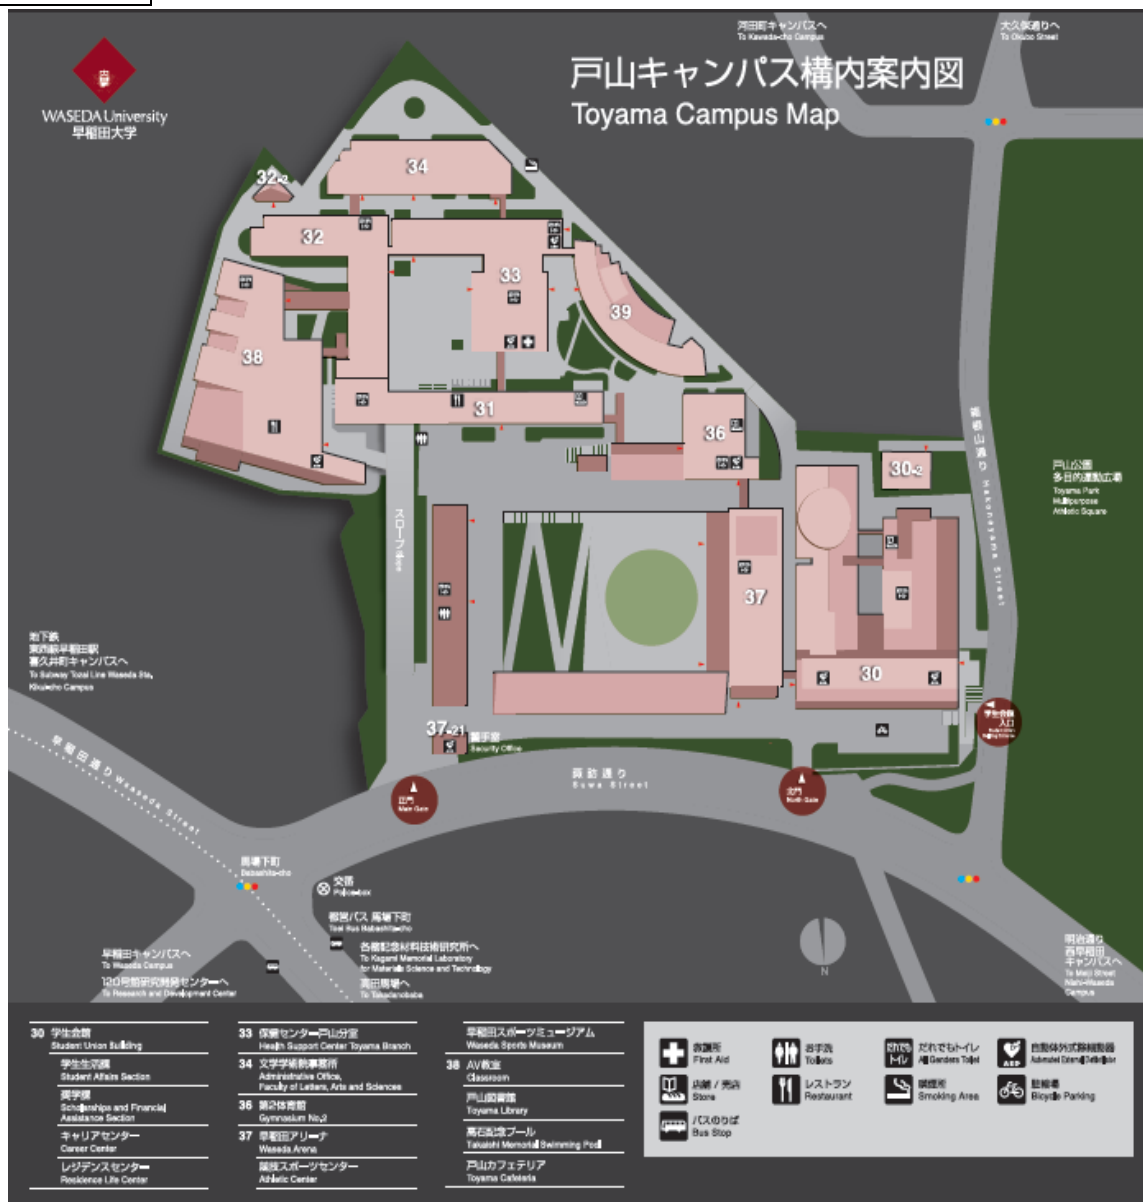 WASEDA University
早稲田大学
河田町キャンパスへ
To Kawada-cho Campus
大久保通りへ
To Okubo Street
戸山キャンパス構内案内図
Toyama Campus Map
34
32-2
32
33
39
38
31
36
30-2
箱根山通り Hakoneyama Street
戸山公園
多目的運動広場
Toyama Park
Multipurpose
Athletic Square
スロープ slope
37
30
地下鉄
東西線早稲田駅
喜久井町キャンパスへ
To Subway Tozai Line Waseda Sta.
Kikui-cho Campus
37-21
警手室
Security Office
学生会館
入口
早稲田通り Waseda Street
諏訪通り
Suwa Street
正門
Main Gate
北門
North Gate
馬場下町
Babashita-cho
交番
Police-box
都営バス 馬場下町
Toei Bus Babashita-cho
早稲田キャンパスへ
To Waseda Campus
120号館研究開発センターへ
To Research and Development Center
各務記念材料技術研究所へ
To Kagami Memorial Laboratory
for Materials Science and Technology
高田馬場へ
To Takadanobaba
N
明治通り
西早稲田
キャンパスへ
To Meiji Street
Nishi-Waseda
Campus
30 学生会館
Student Union Building
学生生活課
Student Affairs Section
奨学課
Scholarships and Financial
Assistance Section
キャリアセンター
Career Center
レジデンスセンター
Residence Life Center
33 保健センター戸山分室
Health Support Center Toyama Branch
34 文学学術院事務所
Administrative Office,
Faculty of Letters, Arts and Sciences
36 第2体育館
Gymnasium No.2
37 早稲田アリーナ
Waseda Arena
競技スポーツセンター
Athletic Center
早稲田スポーツミュージアム
Waseda Sports Museum
38 AV教室
Classroom
戸山図書館
Toyama Library
高石記念プール
Takaishi Memorial Swimming Pool
戸山カフェテリア
Toyama Cafeteria
救護所
First Aid
お手洗
Toilets
だれでもトイレ
All Genders Toilet
自動体外式除細動器
Automated External Defibrillator
店舗 / 売店
Store
レストラン
Restaurant
喫煙所
Smoking Area
駐輪場
Bicycle Parking
バスのりば
Bus Stop